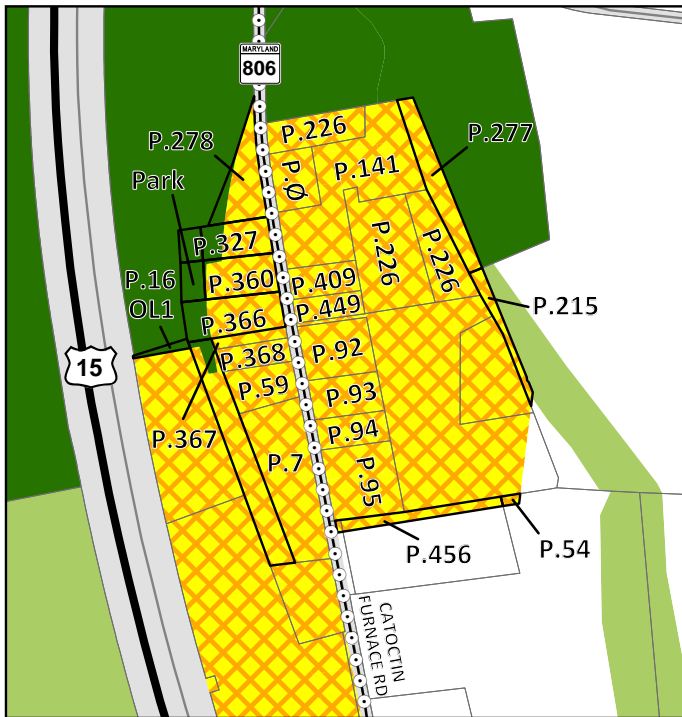 MARYLAND
806
P.226
P.278
P.277
P.Ø
P.141
Park
P.327
P.226
P.226
P.16
OL1
P.360
P.409
P.215
P.366
P.449
P.368
P.92
15
P.59
P.93
P.367
P.94
P.7
P.95
P.456
P.54
CATOCTIN
FURNACE RD